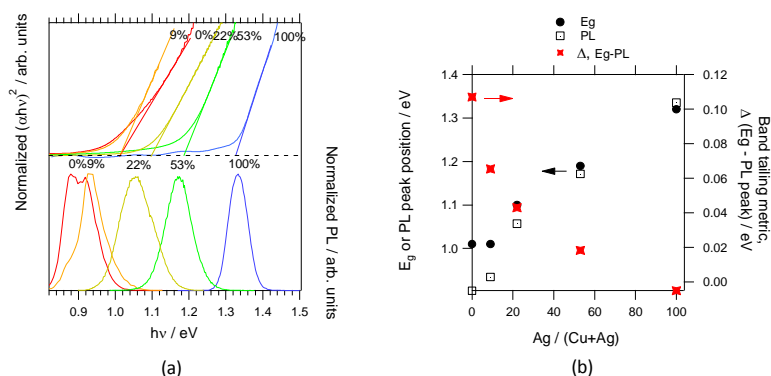 Normalized (αhν)² / arb. units
9% 0% 22% 53% 100%
0% 9% 22% 53% 100%
Normalized PL / arb. units
0.9 1.0 1.1 1.2 1.3 1.4 1.5
hν / eV
(a)
Eg
PL
Δ, Eg-PL
E_g or PL peak position / eV
1.4
1.3
1.2
1.1
1.0
0.12
0.10
0.08
0.06
0.04
0.02
0.00
Band tailing metric,
Δ (Eg - PL peak) / eV
0 20 40 60 80 100
Ag / (Cu+Ag)
(b)